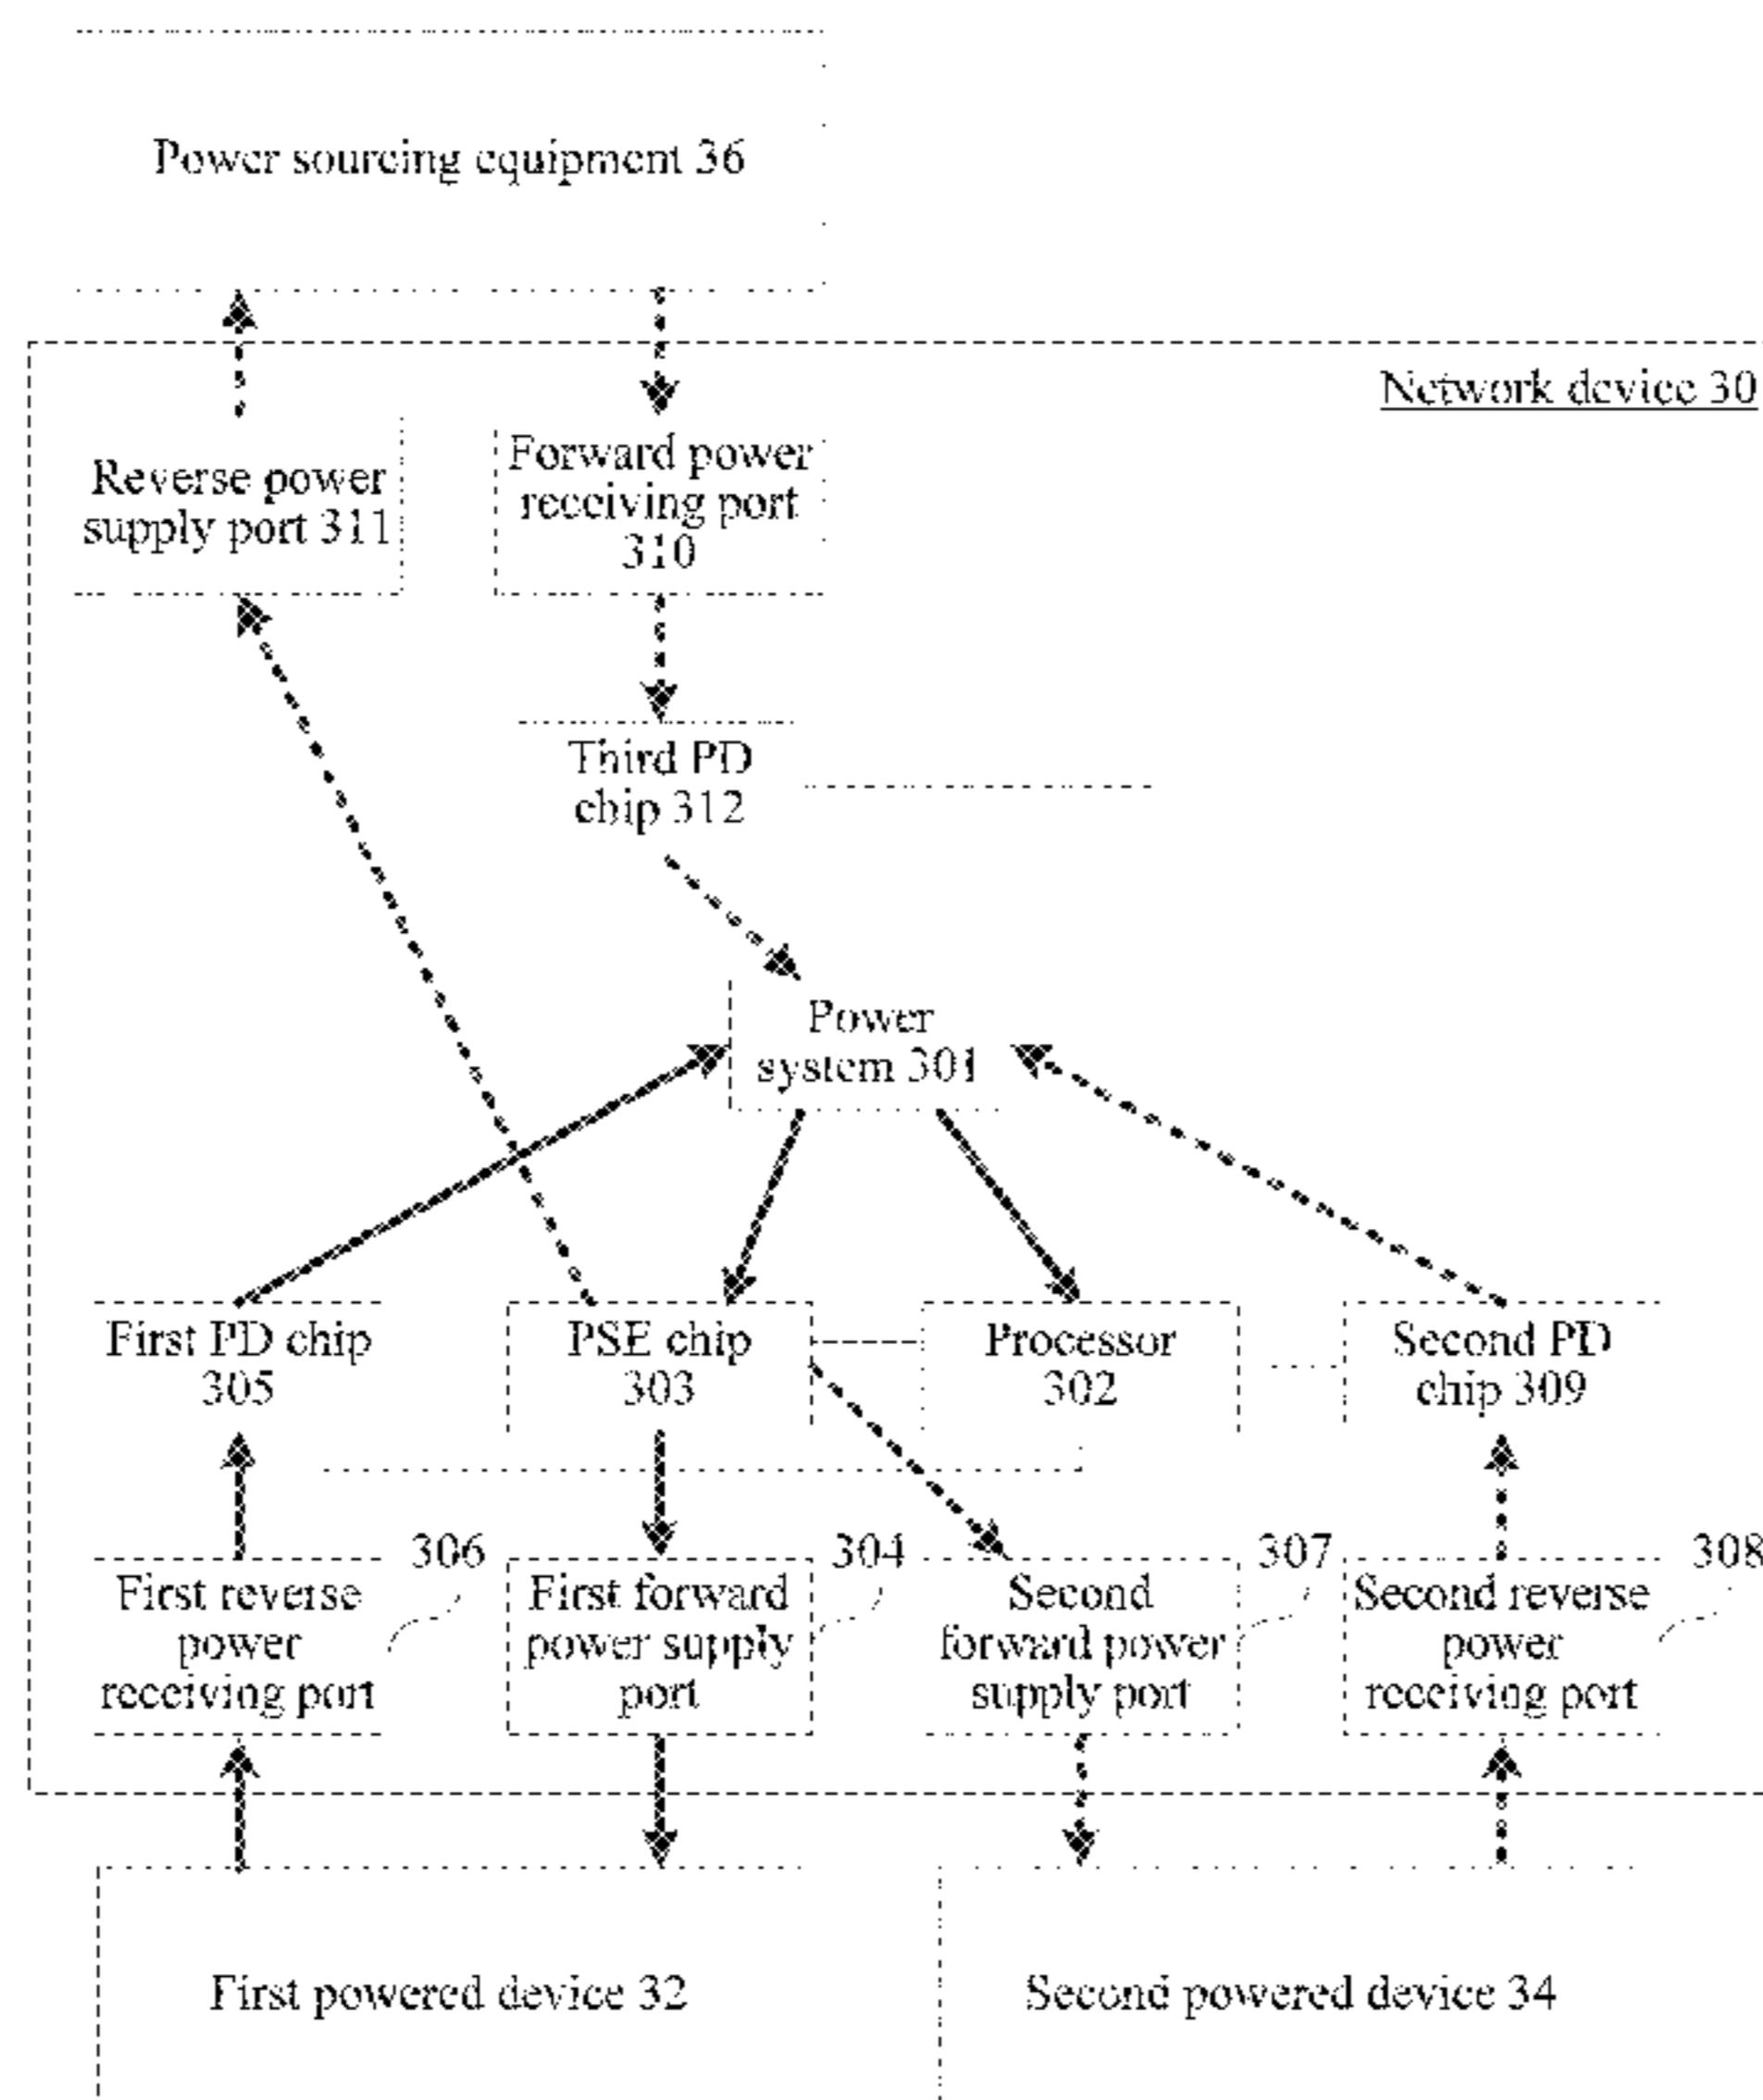 Power sourcing equipment 36
Network device 30
Reverse power
supply port 311
Forward power
receiving port
310
Third PD
chip 312
Power
system 301
First PD chip
305
PSE chip
303
Processor
302
Second PD
chip 309
306
First reverse
power
receiving port
304
First forward
power supply
port
307
Second
forward power
supply port
308
Second reverse
power
receiving port
First powered device 32
Second powered device 34